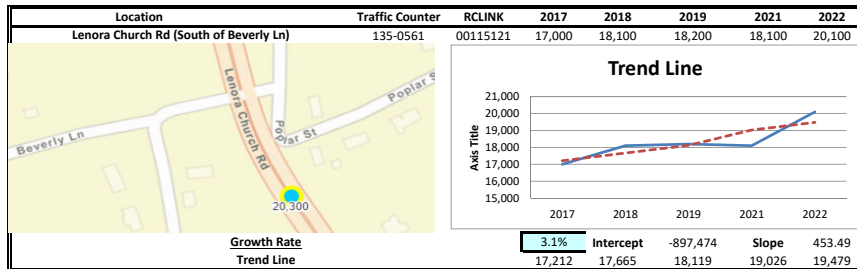 Location Traffic Counter RCLINK 2017 2018 2019 2021 2022
Lenora Church Rd (South of Beverly Ln) 135-0561 00115121 17,000 18,100 18,200 18,100 20,100
Beverly Ln
Lenora Church Rd
Poplar St
Poplar S
20,300
Trend Line
Axis Title
21,000
20,000
19,000
18,000
17,000
16,000
15,000
2017 2018 2019 2021 2022
Growth Rate 3.1% Intercept -897,474 Slope 453.49
Trend Line 17,212 17,665 18,119 19,026 19,479